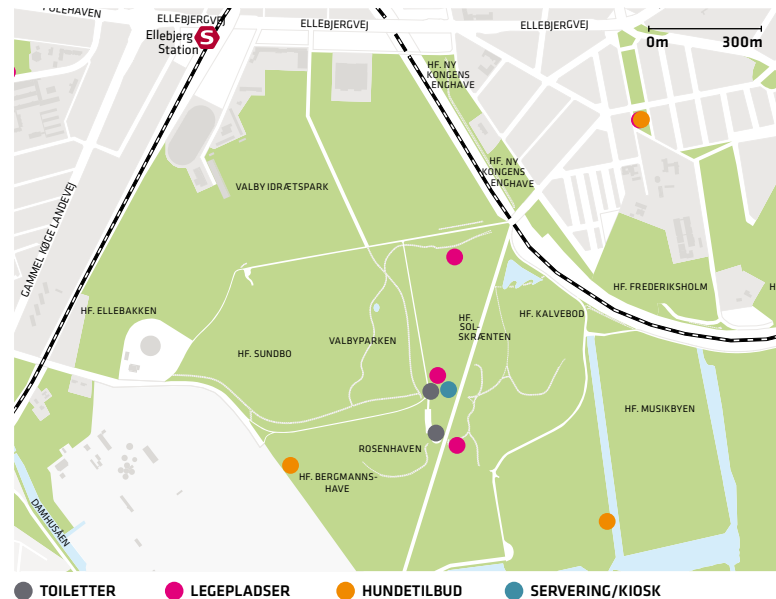 ELLEBJERGVEJ
ELLEBJERGVEJ
Ellebjerg
Station
S
0m 300m
HF. NY
KONGENS
ENGHAVE
HF. NY
KONGENS
ENGHAVE
VALBY IDRÆTSPARK
GAMMEL KØGE LANDEVEJ
HF. FREDERIKSHOLM
HF. ELLEBAKKEN
HF. KALVEBOD
HF.
SOL-
SKRÆNTEN
VALBYPARKEN
HF. SUNDBO
HF. MUSIKBYEN
ROSENHAVEN
HF. BERGMANNS-
HAVE
DAMHUSÅEN
TOILETTER
LEGEPLADSER
HUNDETILBUD
SERVERING/KIOSK